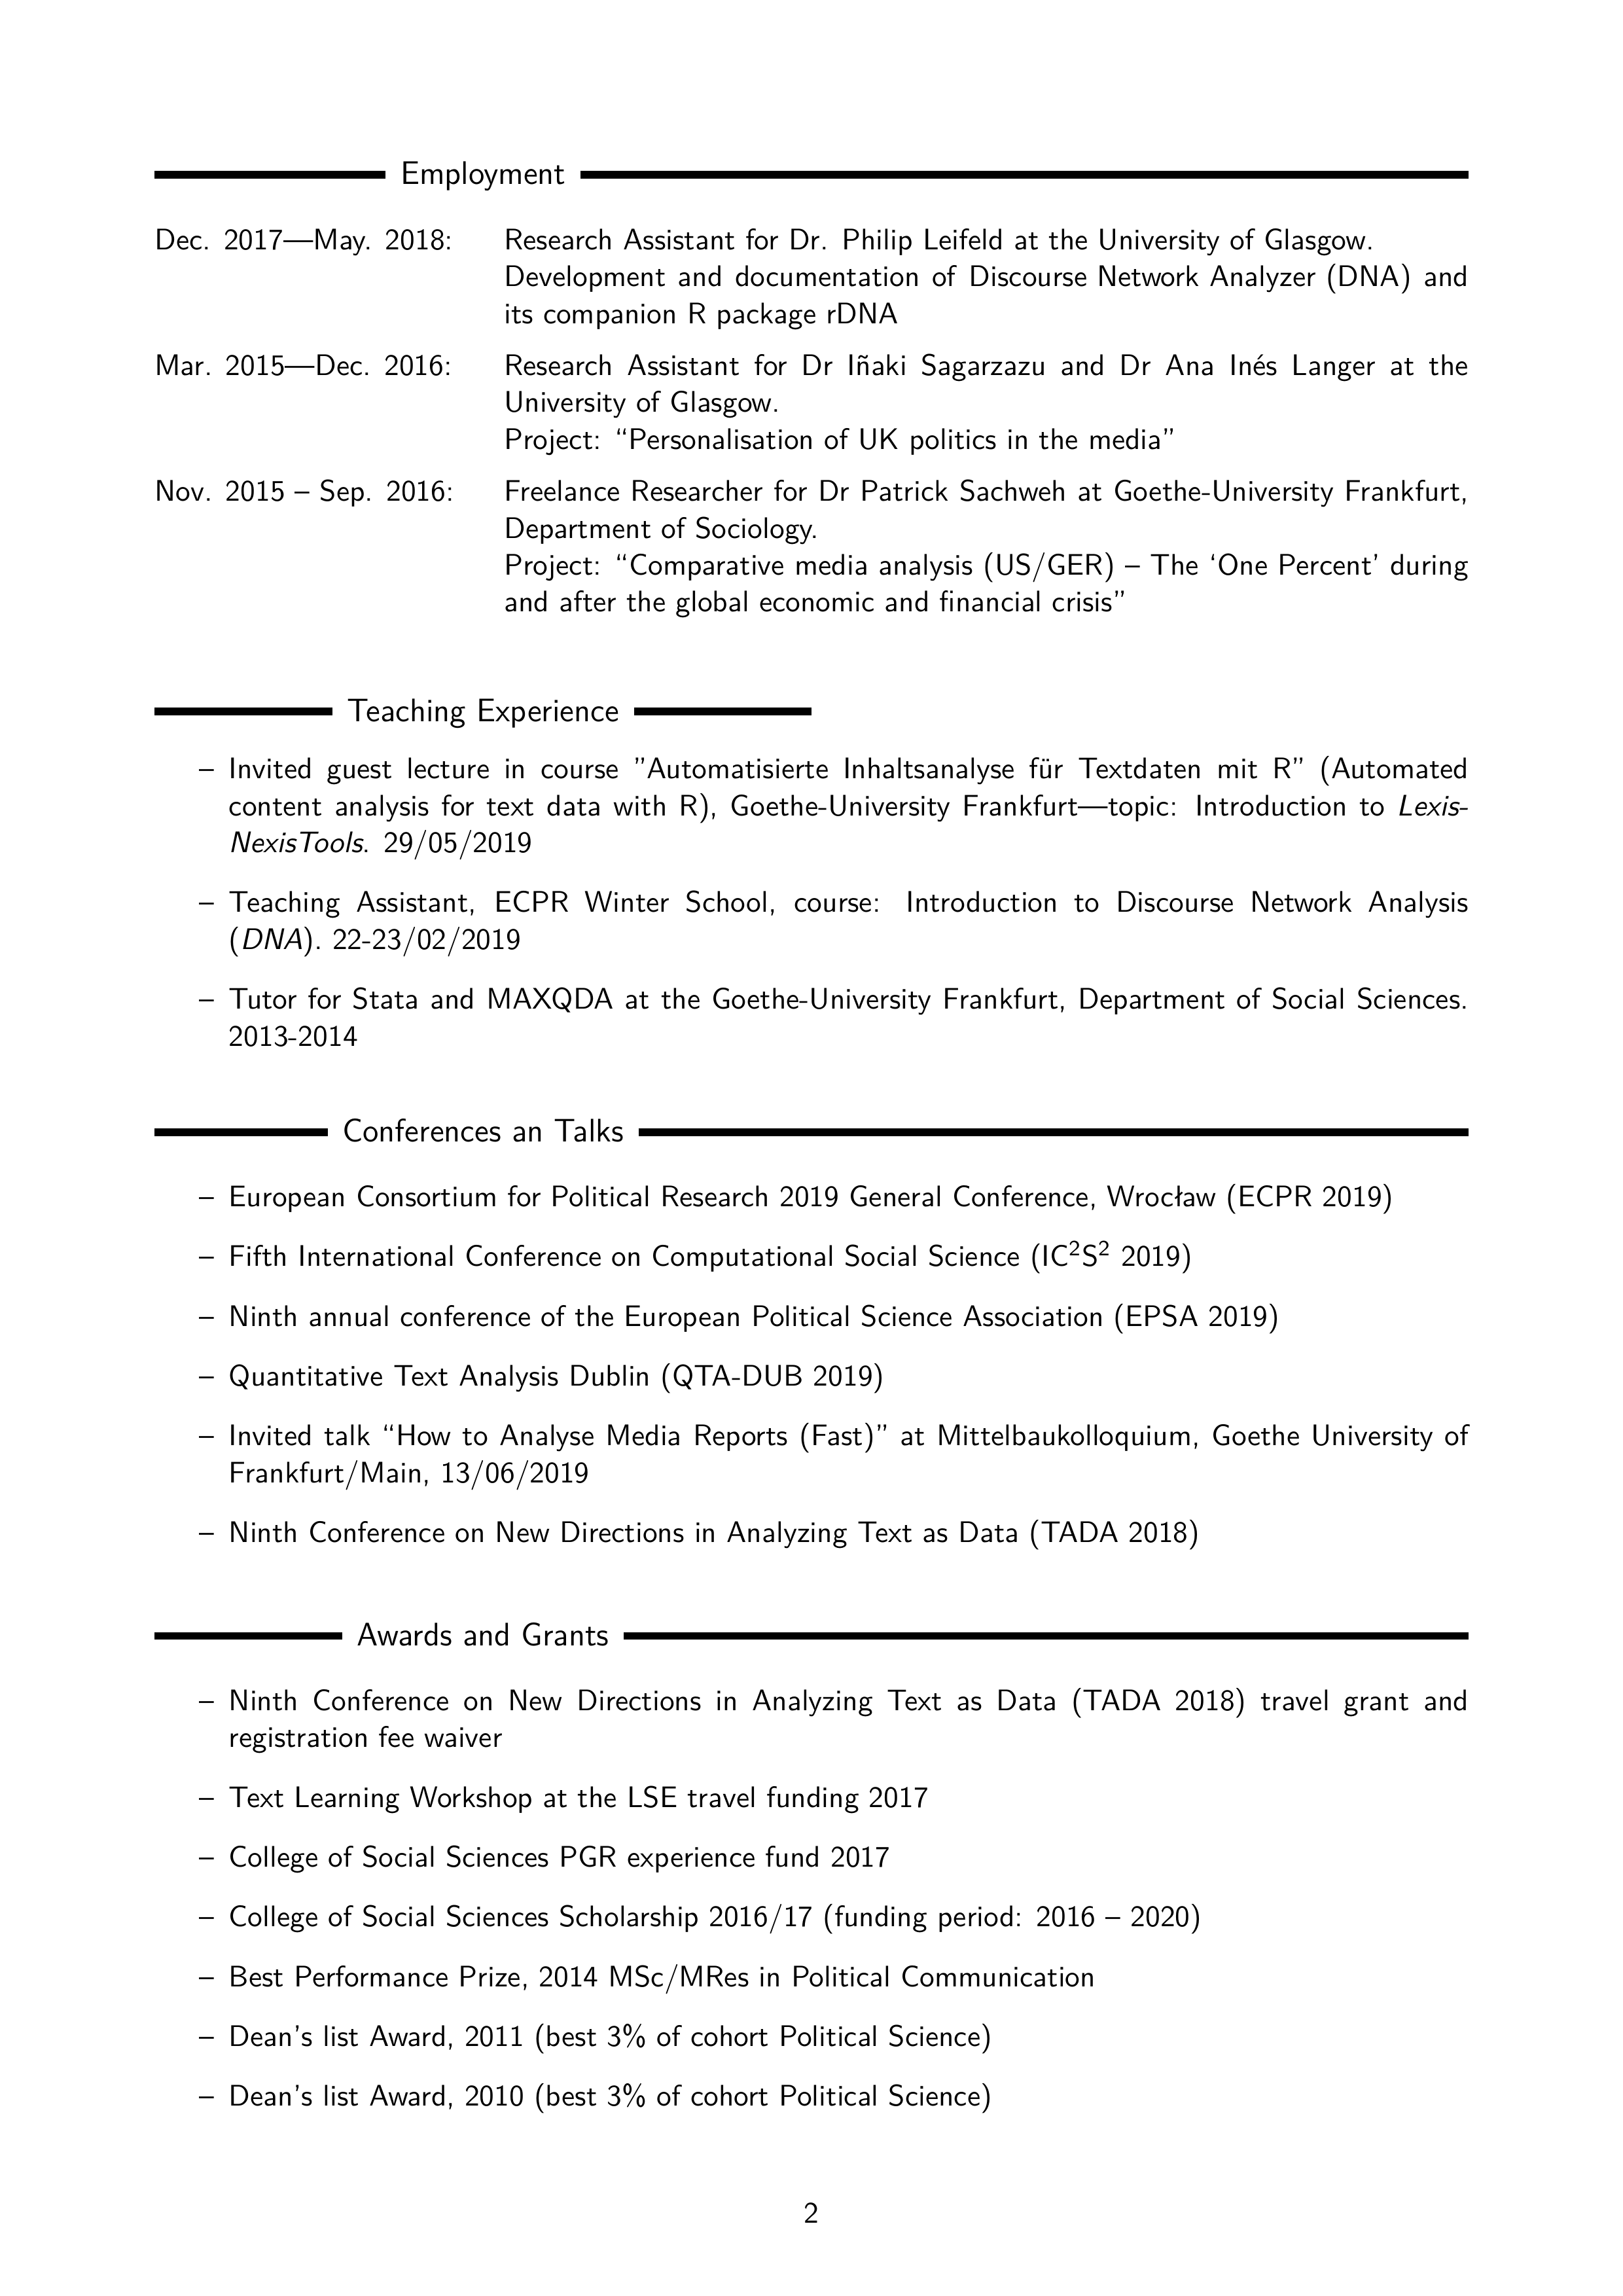 Employment
Dec. 2017—May. 2018: Research Assistant for Dr. Philip Leifeld at the University of Glasgow.
Development and documentation of Discourse Network Analyzer (DNA) and
its companion R package rDNA
Mar. 2015—Dec. 2016: Research Assistant for Dr Iñaki Sagarzazu and Dr Ana Inés Langer at the
University of Glasgow.
Project: “Personalisation of UK politics in the media”
Nov. 2015 – Sep. 2016: Freelance Researcher for Dr Patrick Sachweh at Goethe-University Frankfurt,
Department of Sociology.
Project: “Comparative media analysis (US/GER) – The ‘One Percent’ during
and after the global economic and financial crisis”
Teaching Experience
– Invited guest lecture in course ”Automatisierte Inhaltsanalyse für Textdaten mit R” (Automated
content analysis for text data with R), Goethe-University Frankfurt—topic: Introduction to Lexis-
NexisTools. 29/05/2019
– Teaching Assistant, ECPR Winter School, course: Introduction to Discourse Network Analysis
(DNA). 22-23/02/2019
– Tutor for Stata and MAXQDA at the Goethe-University Frankfurt, Department of Social Sciences.
2013-2014
Conferences an Talks
– European Consortium for Political Research 2019 General Conference, Wrocław (ECPR 2019)
– Fifth International Conference on Computational Social Science (IC²S² 2019)
– Ninth annual conference of the European Political Science Association (EPSA 2019)
– Quantitative Text Analysis Dublin (QTA-DUB 2019)
– Invited talk “How to Analyse Media Reports (Fast)” at Mittelbaukolloquium, Goethe University of
Frankfurt/Main, 13/06/2019
– Ninth Conference on New Directions in Analyzing Text as Data (TADA 2018)
Awards and Grants
– Ninth Conference on New Directions in Analyzing Text as Data (TADA 2018) travel grant and
registration fee waiver
– Text Learning Workshop at the LSE travel funding 2017
– College of Social Sciences PGR experience fund 2017
– College of Social Sciences Scholarship 2016/17 (funding period: 2016 – 2020)
– Best Performance Prize, 2014 MSc/MRes in Political Communication
– Dean’s list Award, 2011 (best 3% of cohort Political Science)
– Dean’s list Award, 2010 (best 3% of cohort Political Science)
2